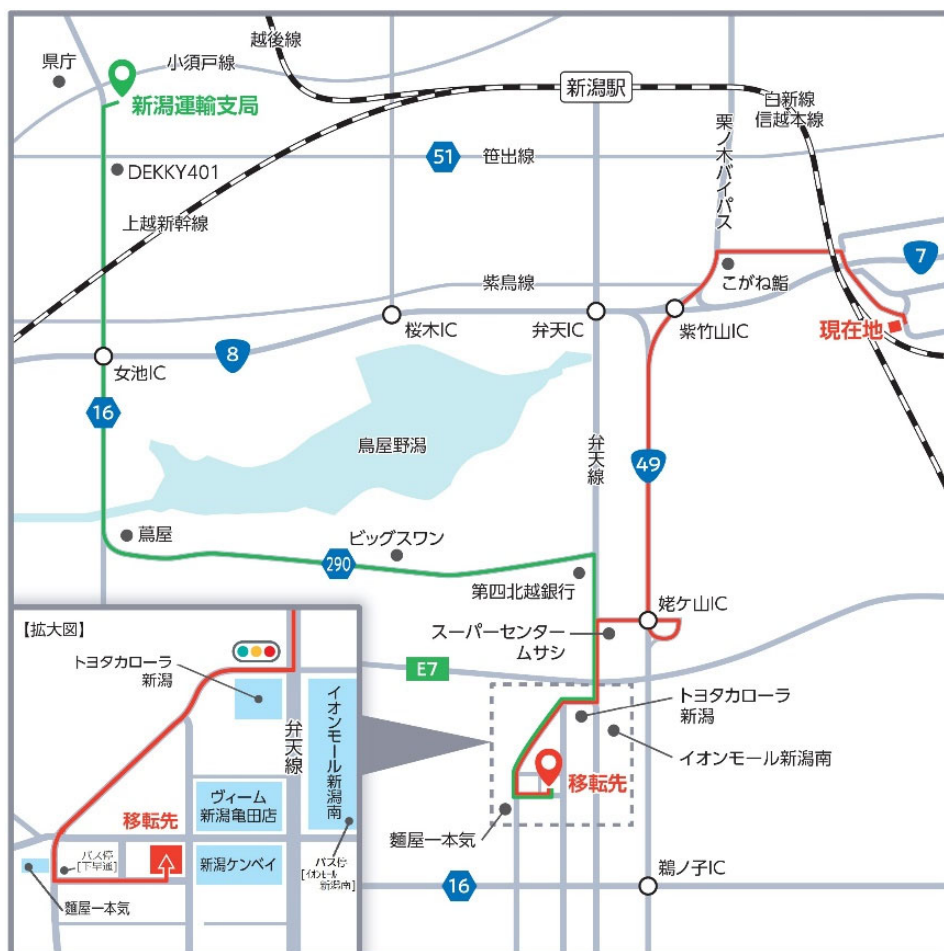 越後線
小須戸線
県庁
新潟運輸支局
新潟駅
白新線
信越本線
栗ノ木バイパス
DEKKY401
51
笹出線
上越新幹線
7
こがね鮨
紫鳥線
桜木IC
弁天IC
紫竹山IC
現在地
8
女池IC
16
鳥屋野潟
弁天線
49
蔦屋
ビッグスワン
290
第四北越銀行
姥ケ山IC
スーパーセンター
ムサシ
E7
トヨタカローラ
新潟
イオンモール新潟南
移転先
麵屋一本気
16
鵜ノ子IC
【拡大図】
トヨタカローラ
新潟
弁天線
イオンモール新潟南
ヴィーム
新潟亀田店
移転先
バス停
[下早通]
新潟ケンベイ
バス停
[イオンモール
新潟南]
麵屋一本気